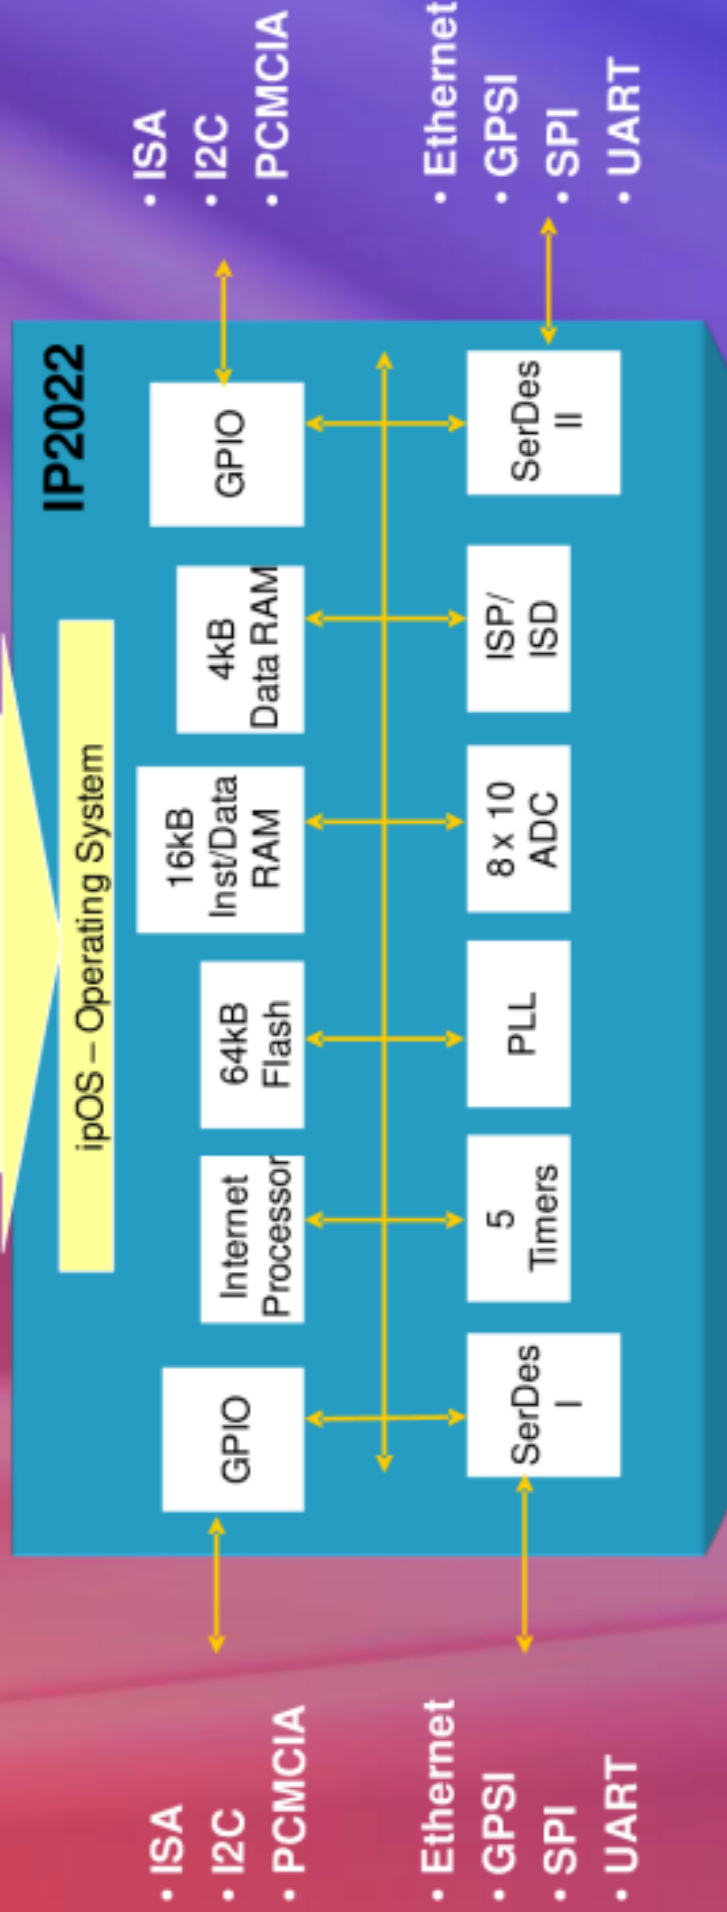 IP2022
ipOS – Operating System
• ISA
• I2C
• PCMCIA
GPIO
Internet
Processor
64kB
Flash
16kB
Inst/Data
RAM
4kB
Data RAM
GPIO
• ISA
• I2C
• PCMCIA
• Ethernet
• GPSI
• SPI
• UART
SerDes
I
5
Timers
PLL
8 x 10
ADC
ISP/
ISD
SerDes
II
• Ethernet
• GPSI
• SPI
• UART